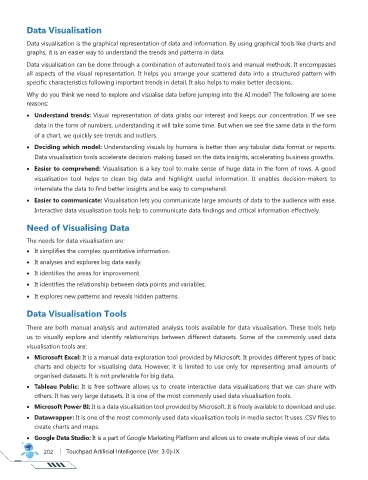 Data Visualisation
Data visualisation is the graphical representation of data and information. By using graphical tools like charts and
graphs, it is an easier way to understand the trends and patterns in data.
Data visualisation can be done through a combination of automated tools and manual methods. It encompasses
all aspects of the visual representation. It helps you arrange your scattered data into a structured pattern with
specific characteristics following important trends in detail. It also helps to make better decisions.
Why do you think we need to explore and visualise data before jumping into the AI model? The following are some
reasons:
• Understand trends: Visual representation of data grabs our interest and keeps our concentration. If we see
data in the form of numbers, understanding it will take some time. But when we see the same data in the form
of a chart, we quickly see trends and outliers.
• Deciding which model: Understanding visuals by humans is better than any tabular data format or reports.
Data visualisation tools accelerate decision-making based on the data insights, accelerating business growths.
• Easier to comprehend: Visualisation is a key tool to make sense of huge data in the form of rows. A good
visualisation tool helps to clean big data and highlight useful information. It enables decision-makers to
interrelate the data to find better insights and be easy to comprehend.
• Easier to communicate: Visualisation lets you communicate large amounts of data to the audience with ease.
Interactive data visualisation tools help to communicate data findings and critical information effectively.
Need of Visualising Data
The needs for data visualisation are:
• It simplifies the complex quantitative information.
• It analyses and explores big data easily.
• It identifies the areas for improvement.
• It identifies the relationship between data points and variables.
• It explores new patterns and reveals hidden patterns.
Data Visualisation Tools
There are both manual analysis and automated analysis tools available for data visualisation. These tools help
us to visually explore and identify relationships between different datasets. Some of the commonly used data
visualisation tools are:
• Microsoft Excel: It is a manual data exploration tool provided by Microsoft. It provides different types of basic
charts and objects for visualising data. However, it is limited to use only for representing small amounts of
organised datasets. It is not preferable for big data.
• Tableau Public: It is free software allows us to create interactive data visualisations that we can share with
others. It has very large datasets. It is one of the most commonly used data visualisation tools.
• Microsoft Power BI: It is a data visualisation tool provided by Microsoft. It is freely available to download and use.
• Datawrapper: It is one of the most commonly used data visualisation tools in media sector. It uses .CSV files to
create charts and maps.
• Google Data Studio: It is a part of Google Marketing Platform and allows us to create multiple views of our data.
202 | Touchpad Artificial Intelligence (Ver. 3.0)-IX